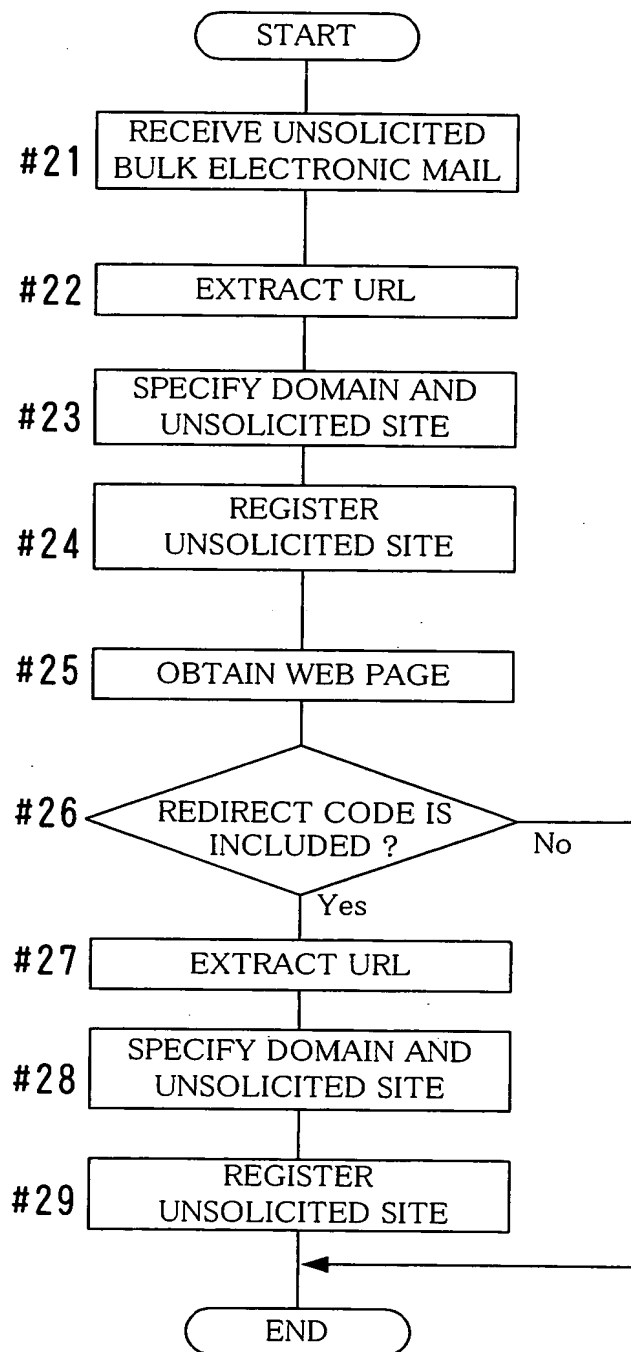 START
#21
RECEIVE UNSOLICITED
BULK ELECTRONIC MAIL
#22
EXTRACT URL
#23
SPECIFY DOMAIN AND
UNSOLICITED SITE
#24
REGISTER
UNSOLICITED SITE
#25
OBTAIN WEB PAGE
#26
REDIRECT CODE IS
INCLUDED ?
No
Yes
#27
EXTRACT URL
#28
SPECIFY DOMAIN AND
UNSOLICITED SITE
#29
REGISTER
UNSOLICITED SITE
END